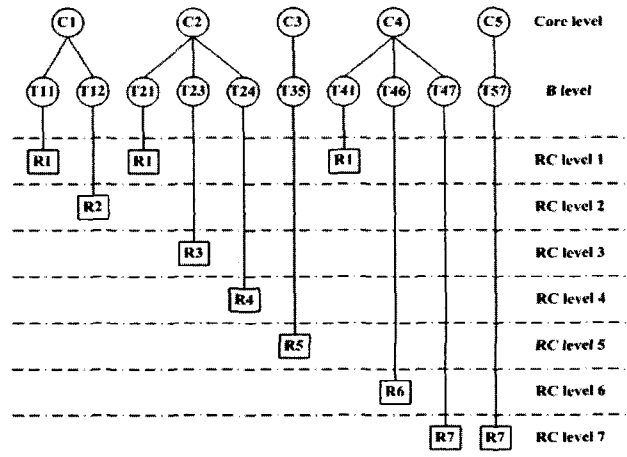 C1 C2 C3 C4 C5 Core level
T11 T12 T21 T23 T24 T35 T41 T46 T47 T57 B level
R1 R1 R1 RC level 1
R2 RC level 2
R3 RC level 3
R4 RC level 4
R5 RC level 5
R6 RC level 6
R7 R7 RC level 7